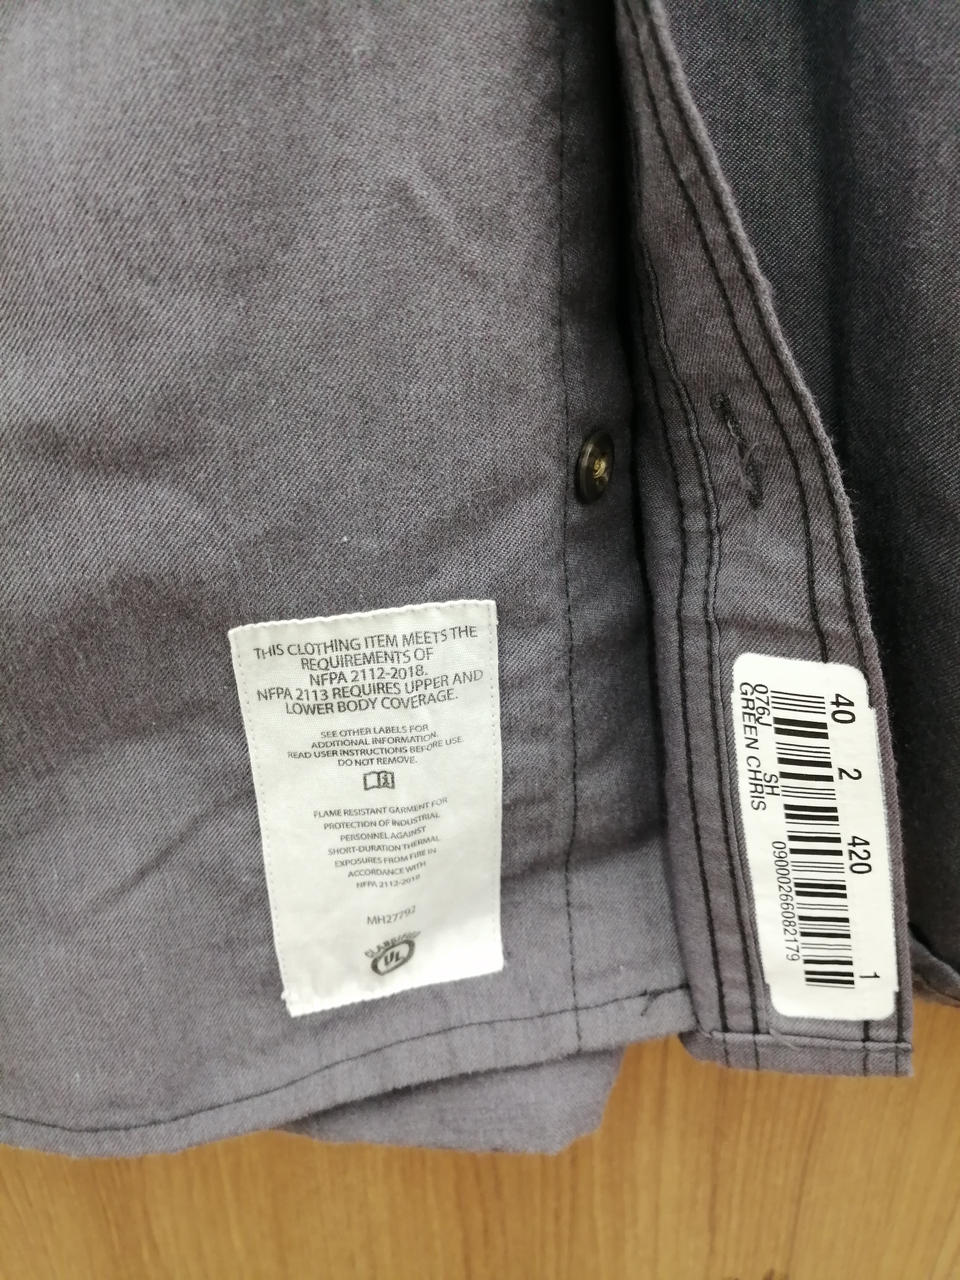 THIS CLOTHING ITEM MEETS THE
REQUIREMENTS OF
NFPA 2112-2018.
NFPA 2113 REQUIRES UPPER AND
LOWER BODY COVERAGE.
SEE OTHER LABELS FOR
ADDITIONAL INFORMATION.
READ USER INSTRUCTIONS BEFORE USE.
DO NOT REMOVE.
FLAME RESISTANT GARMENT FOR
PROTECTION OF INDUSTRIAL
PERSONNEL AGAINST
SHORT-DURATION THERMAL
EXPOSURES FROM FIRE IN
ACCORDANCE WITH
NFPA 2112-2018
MH27797
CLASSIFIED
UL
40 2 420 1
09000266082179
076J SH
GREEN CHRIS